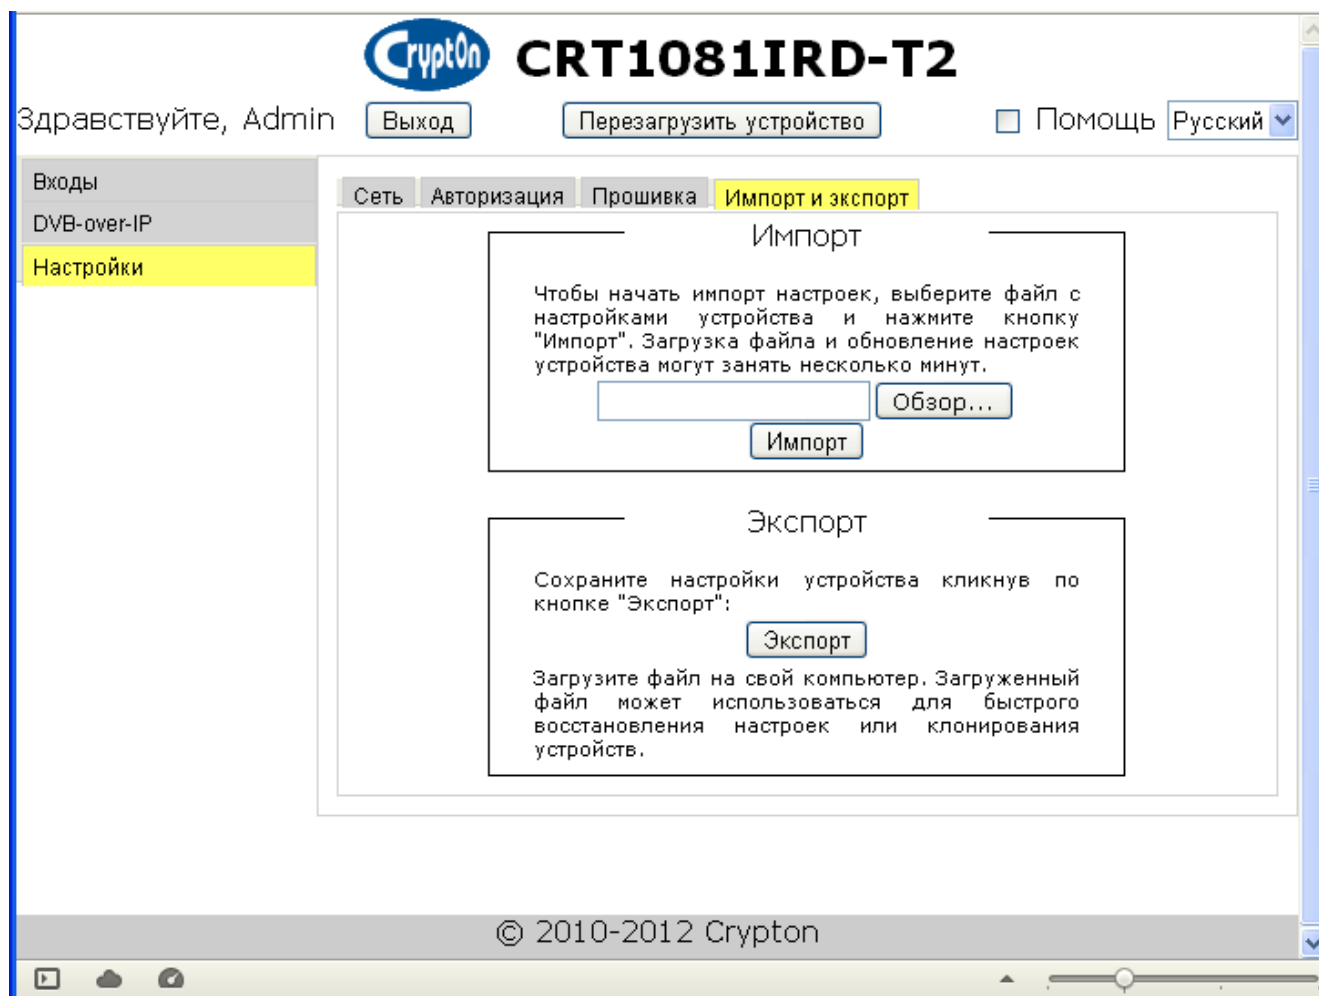 CryptOn CRT1081IRD-T2
Здравствуйте, Admin Выход Перезагрузить устройство Помощь Русский
Входы
DVB-over-IP
Настройки
Сеть Авторизация Прошивка Импорт и экспорт
Импорт
Чтобы начать импорт настроек, выберите файл с
настройками устройства и нажмите кнопку
"Импорт". Загрузка файла и обновление настроек
устройства могут занять несколько минут.
Обзор...
Импорт
Экспорт
Сохраните настройки устройства кликнув по
кнопке "Экспорт":
Экспорт
Загрузите файл на свой компьютер. Загруженный
файл может использоваться для быстрого
восстановления настроек или клонирования
устройств.
© 2010-2012 Crypton